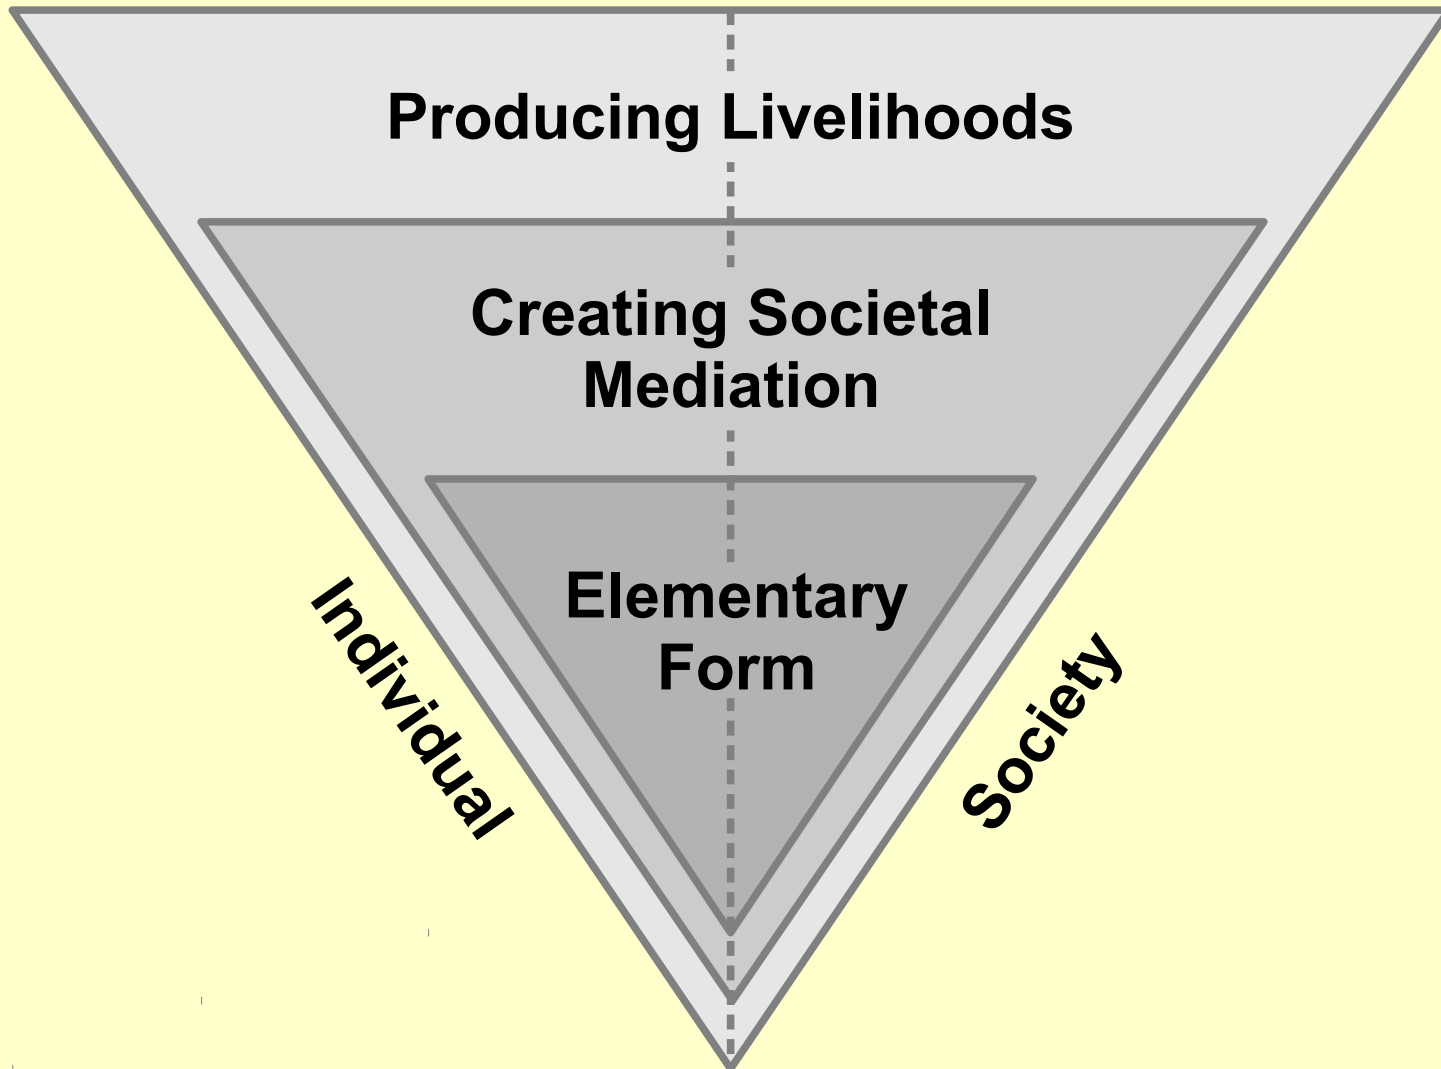 Producing Livelihoods
Creating Societal
Mediation
Elementary
Form
Individual
Society